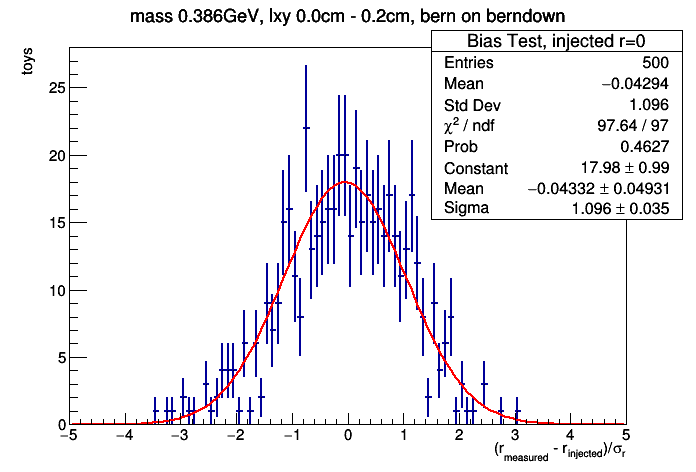 mass 0.386GeV, lxy 0.0cm - 0.2cm, bern on berndown
Bias Test, injected r=0
Entries 500
Mean −0.04294
Std Dev 1.096
χ² / ndf 97.64 / 97
Prob 0.4627
Constant 17.98 ± 0.99
Mean −0.04332 ± 0.04931
Sigma 1.096 ± 0.035
toys
25
20
15
10
5
0
−5 −4 −3 −2 −1 0 1 2 3 4 5
(r_measured - r_injected)/σ_r